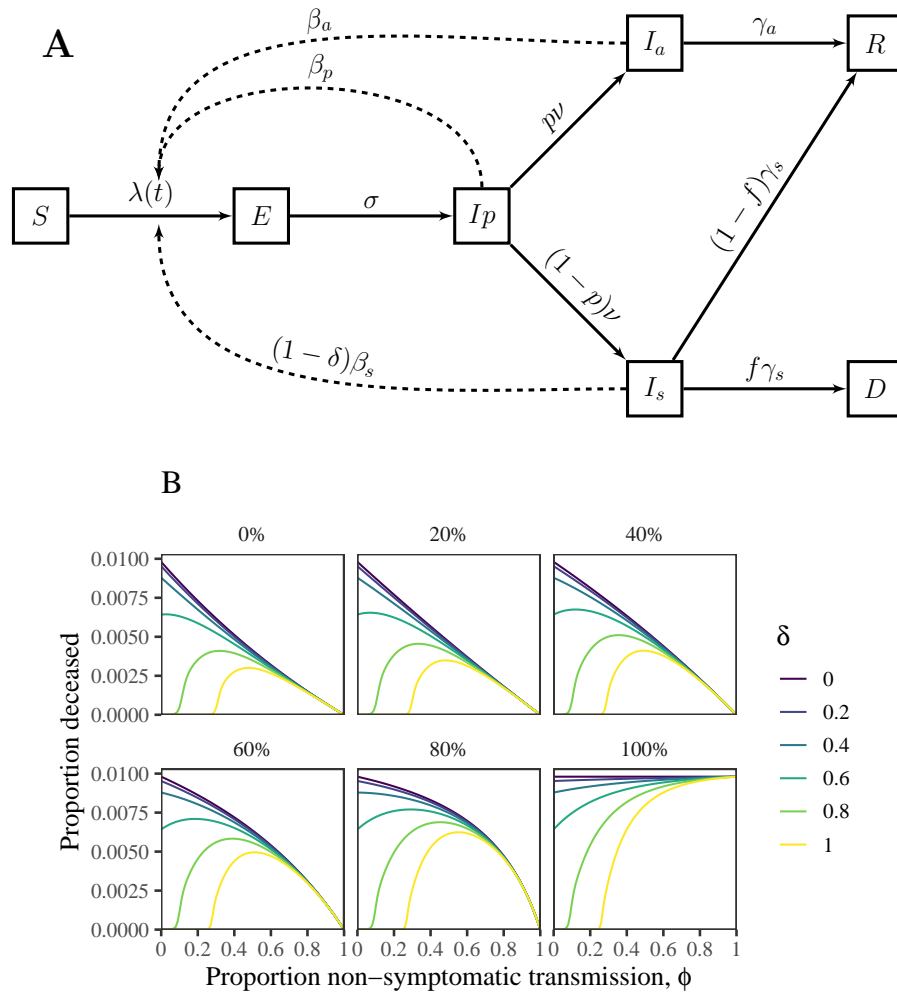 A
β_a
β_p
I_a
γ_a
R
pν
(1 − f)γ_s
S
λ(t)
E
σ
Ip
(1 − p)ν
(1 − δ)β_s
I_s
fγ_s
D
B
0% 20% 40%
0.0100
0.0075
0.0050
0.0025
0.0000
60% 80% 100%
0.0100
0.0075
0.0050
0.0025
0.0000
0 0.2 0.4 0.6 0.8 1 0 0.2 0.4 0.6 0.8 1 0 0.2 0.4 0.6 0.8 1
Proportion deceased
Proportion non−symptomatic transmission, ϕ
δ
0
0.2
0.4
0.6
0.8
1